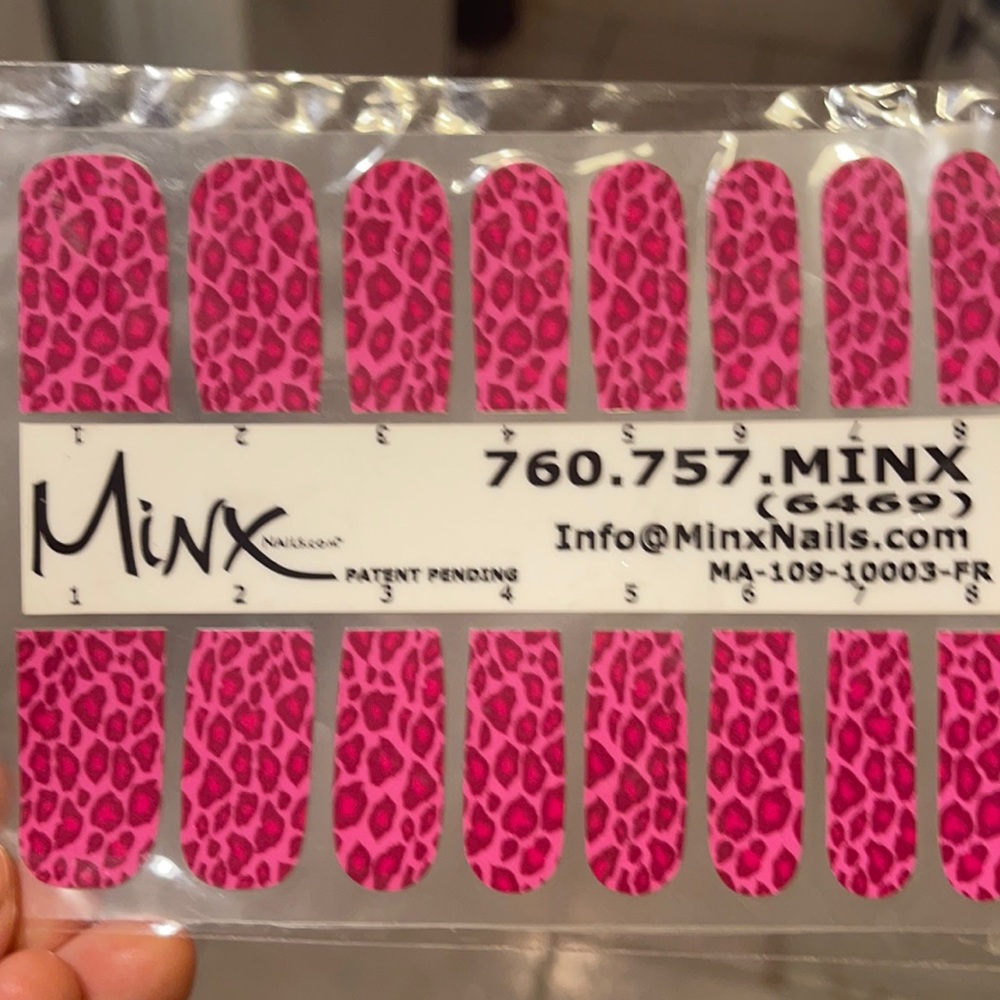 1 2 3 4 5 6 7 8
760.757.MINX
(6469)
MiNX NAILS.com
Info@MinxNails.com
PATENT PENDING
MA-109-10003-FR
1 2 3 4 5 6 7 8